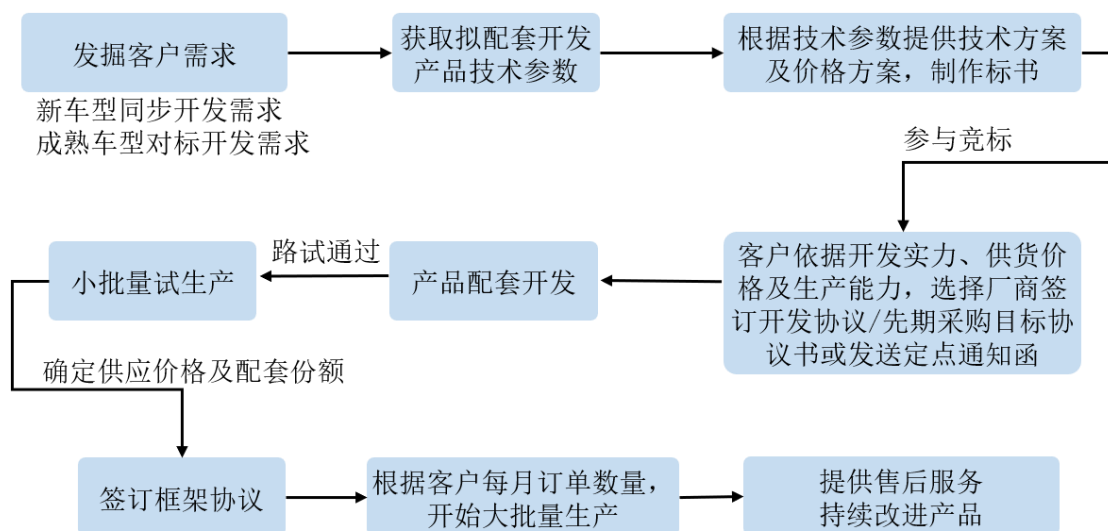 发掘客户需求
新车型同步开发需求
成熟车型对标开发需求
获取拟配套开发
产品技术参数
根据技术参数提供技术方案
及价格方案，制作标书
参与竞标
客户依据开发实力、供货价
格及生产能力，选择厂商签
订开发协议/先期采购目标协
议书或发送定点通知函
产品配套开发
路试通过
小批量试生产
确定供应价格及配套份额
签订框架协议
根据客户每月订单数量，
开始大批量生产
提供售后服务
持续改进产品